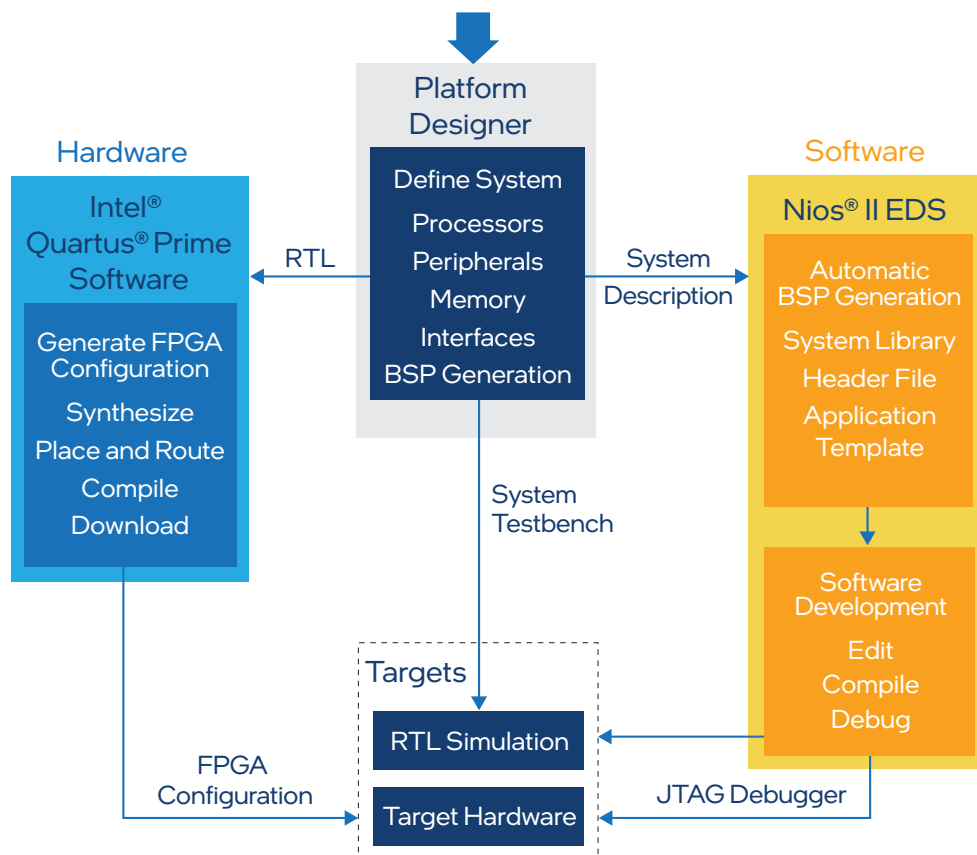 Platform
Designer
Define System
Processors
Peripherals
Memory
Interfaces
BSP Generation
Hardware
Intel®
Quartus® Prime
Software
Generate FPGA
Configuration
Synthesize
Place and Route
Compile
Download
RTL
System
Description
Software
Nios® II EDS
Automatic
BSP Generation
System Library
Header File
Application
Template
Software
Development
Edit
Compile
Debug
System
Testbench
Targets
RTL Simulation
Target Hardware
FPGA
Configuration
JTAG Debugger